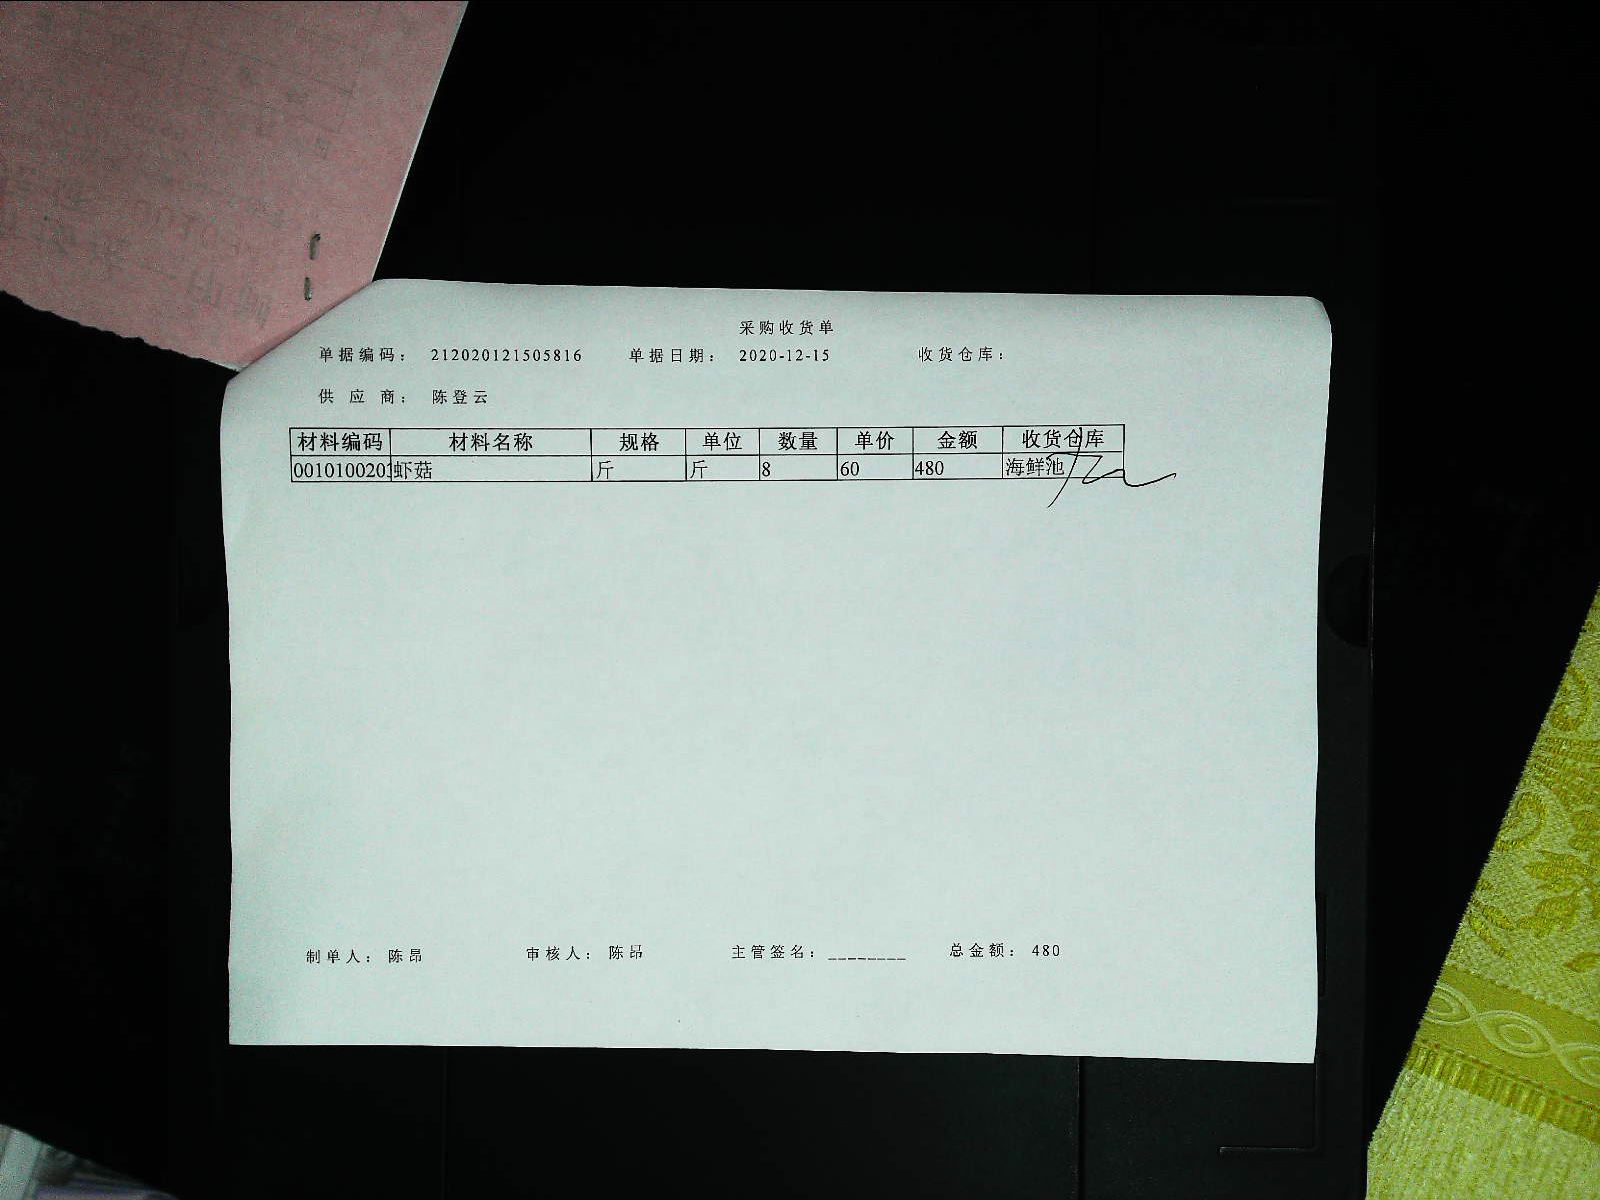 采购收货单
单据编码： 212020121505816 单据日期： 2020-12-15 收货仓库：
供应商： 陈登云
材料编码 材料名称 规格 单位 数量 单价 金额 收货仓库
0010100203 虾菇 斤 斤 8 60 480 海鲜池
制单人： 陈昂 审核人： 陈昂 主管签名：________ 总金额： 480